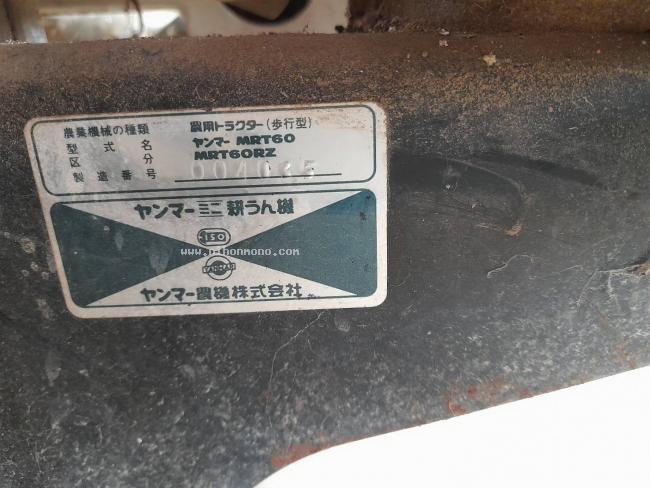 農業機械の種類 農用トラクター(歩行型)
型式名 ヤンマー MRT60
区分 MRT60RZ
製造番号
ヤンマーミニ耕うん機
ISO
YANMAR
ヤンマー農機株式会社